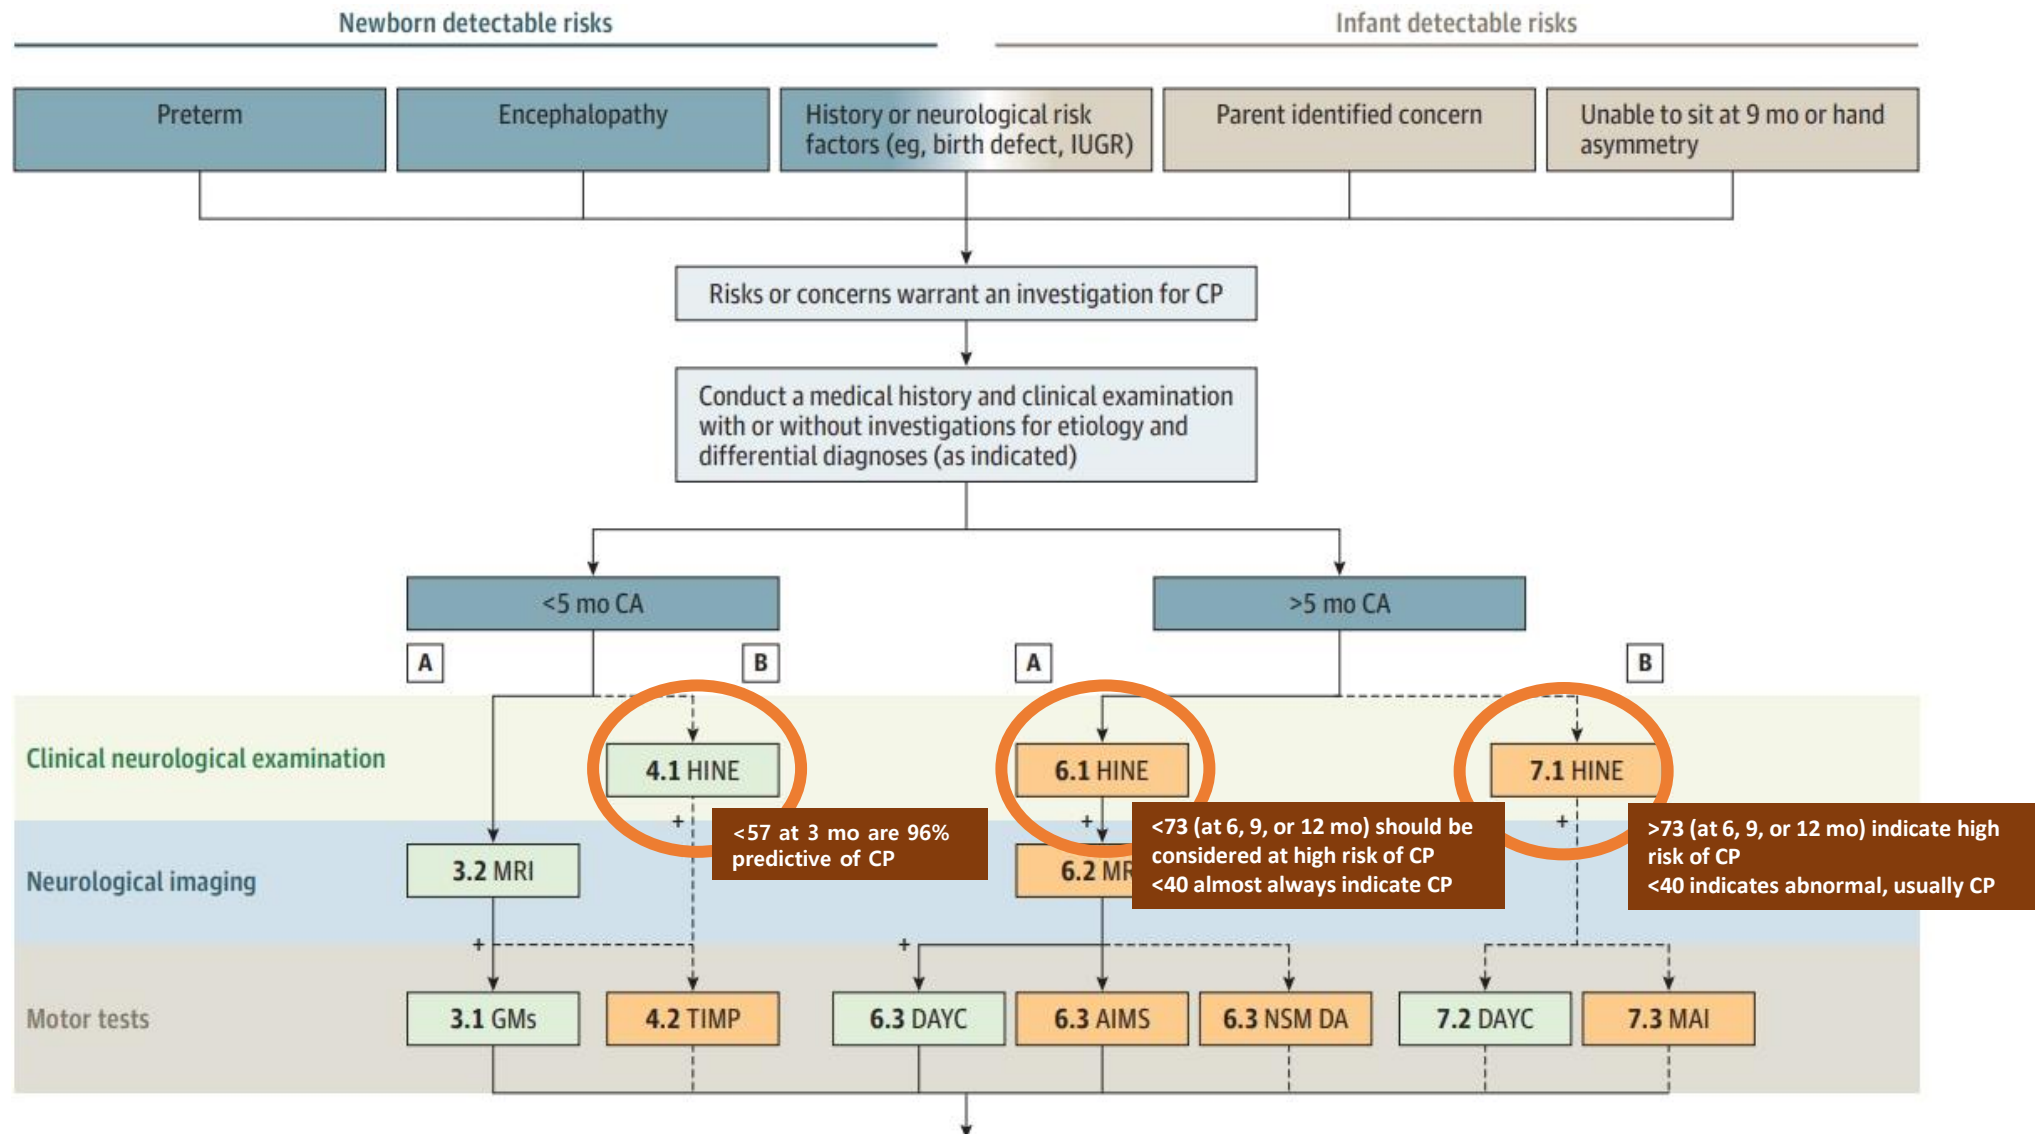 Newborn detectable risks
Infant detectable risks
Preterm
Encephalopathy
History or neurological risk
factors (eg, birth defect, IUGR)
Parent identified concern
Unable to sit at 9 mo or hand
asymmetry
Risks or concerns warrant an investigation for CP
Conduct a medical history and clinical examination
with or without investigations for etiology and
differential diagnoses (as indicated)
<5 mo CA
>5 mo CA
A
B
A
B
Clinical neurological examination
4.1 HINE
6.1 HINE
7.1 HINE
+
+
+
<57 at 3 mo are 96%
predictive of CP
<73 (at 6, 9, or 12 mo) should be
considered at high risk of CP
<40 almost always indicate CP
>73 (at 6, 9, or 12 mo) indicate high
risk of CP
<40 indicates abnormal, usually CP
Neurological imaging
3.2 MRI
6.2
+
+
Motor tests
3.1 GMs
4.2 TIMP
6.3 DAYC
6.3 AIMS
6.3 NSM DA
7.2 DAYC
7.3 MAI